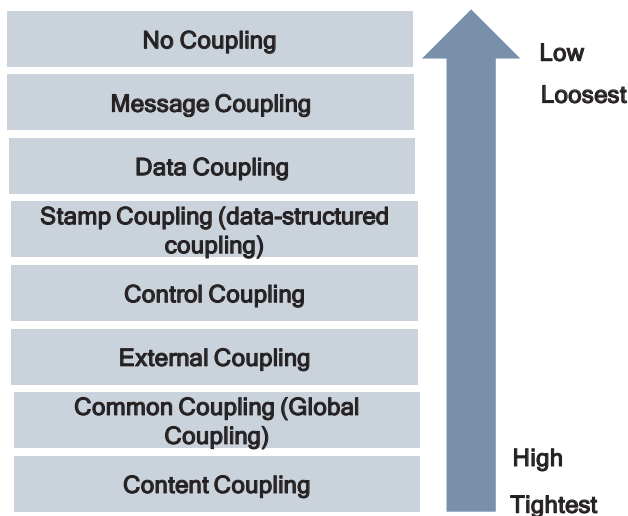 No Coupling
Low
Message Coupling
Loosest
Data Coupling
Stamp Coupling (data-structured
coupling)
Control Coupling
External Coupling
Common Coupling (Global
Coupling)
High
Content Coupling
Tightest